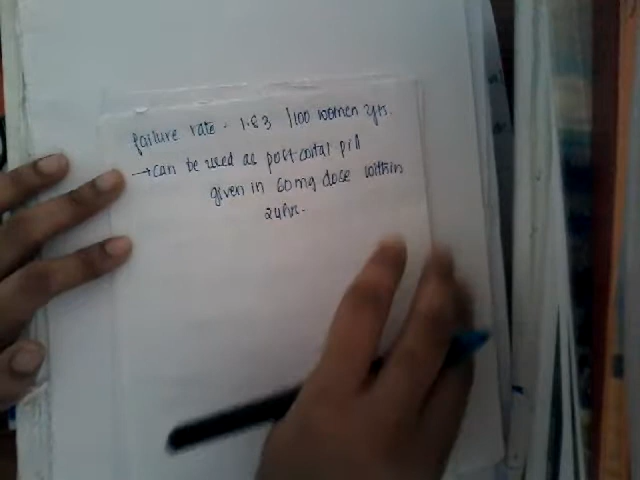 failure rate - 1.83 /100 women yrs.
→ can be used as post-coital pill
given in 60mg dose within
24hrs.